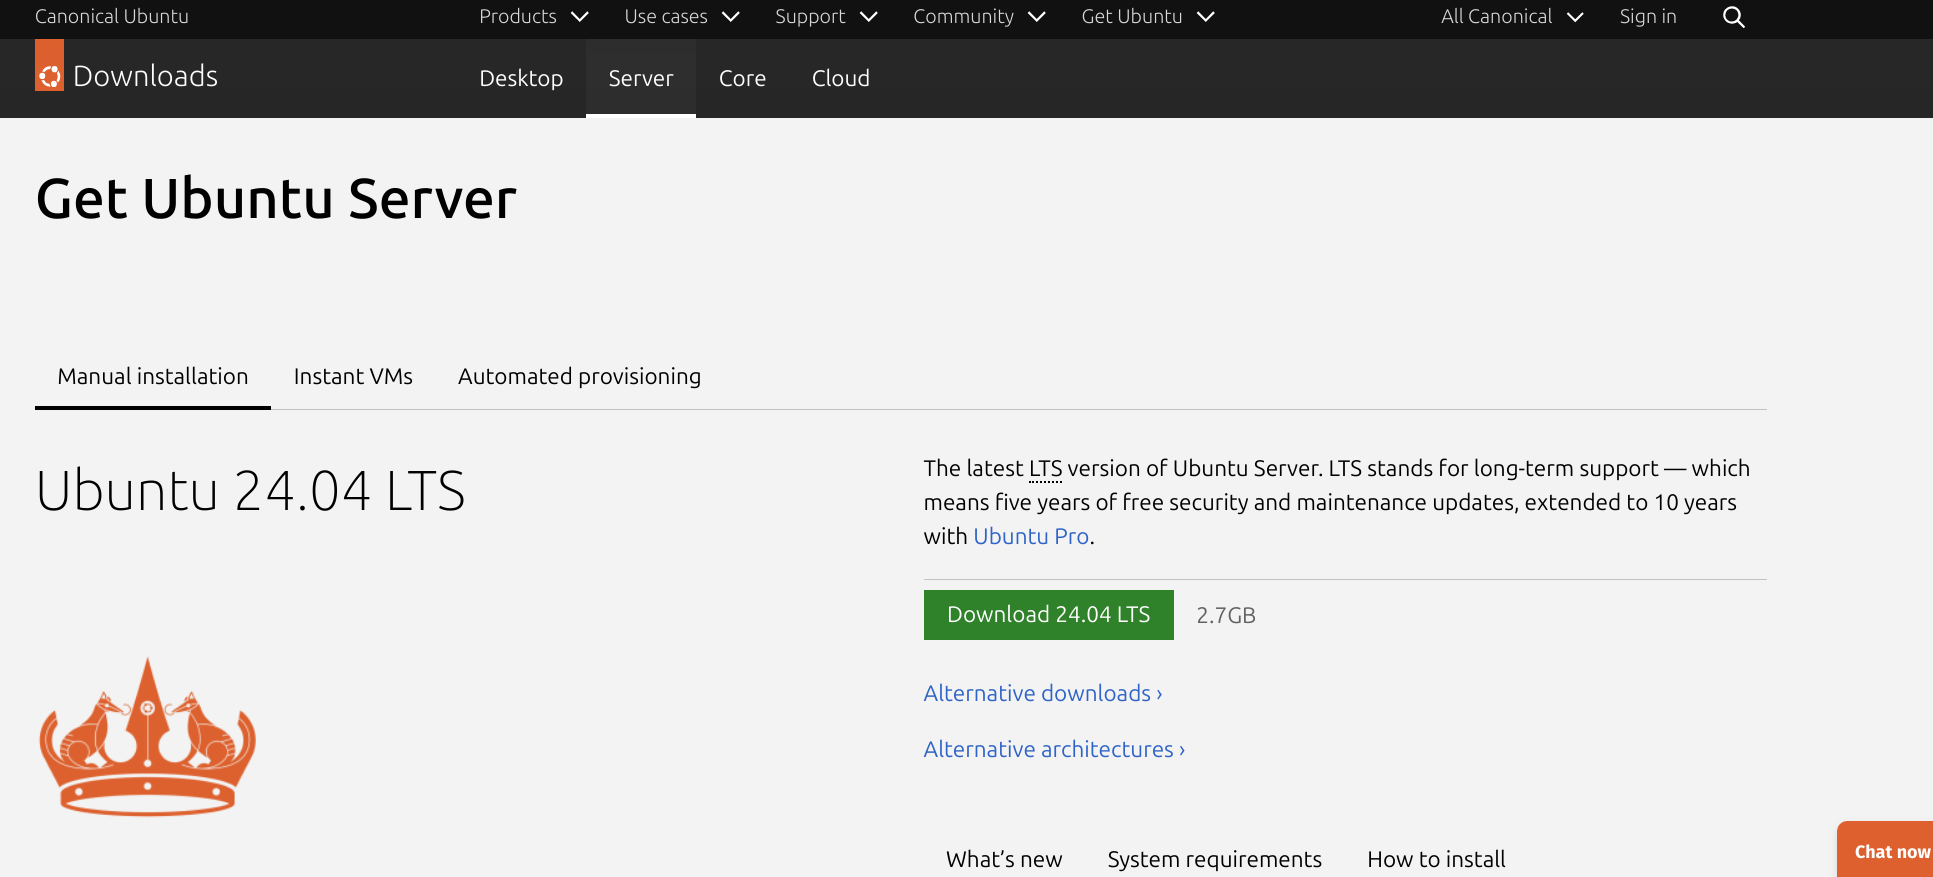 Canonical Ubuntu
Products
Use cases
Support
Community
Get Ubuntu
All Canonical
Sign in
Downloads
Desktop
Server
Core
Cloud
Get Ubuntu Server
Manual installation
Instant VMs
Automated provisioning
Ubuntu 24.04 LTS
The latest LTS version of Ubuntu Server. LTS stands for long-term support — which
means five years of free security and maintenance updates, extended to 10 years
with Ubuntu Pro.
Download 24.04 LTS
2.7GB
Alternative downloads ›
Alternative architectures ›
What’s new
System requirements
How to install
Chat now